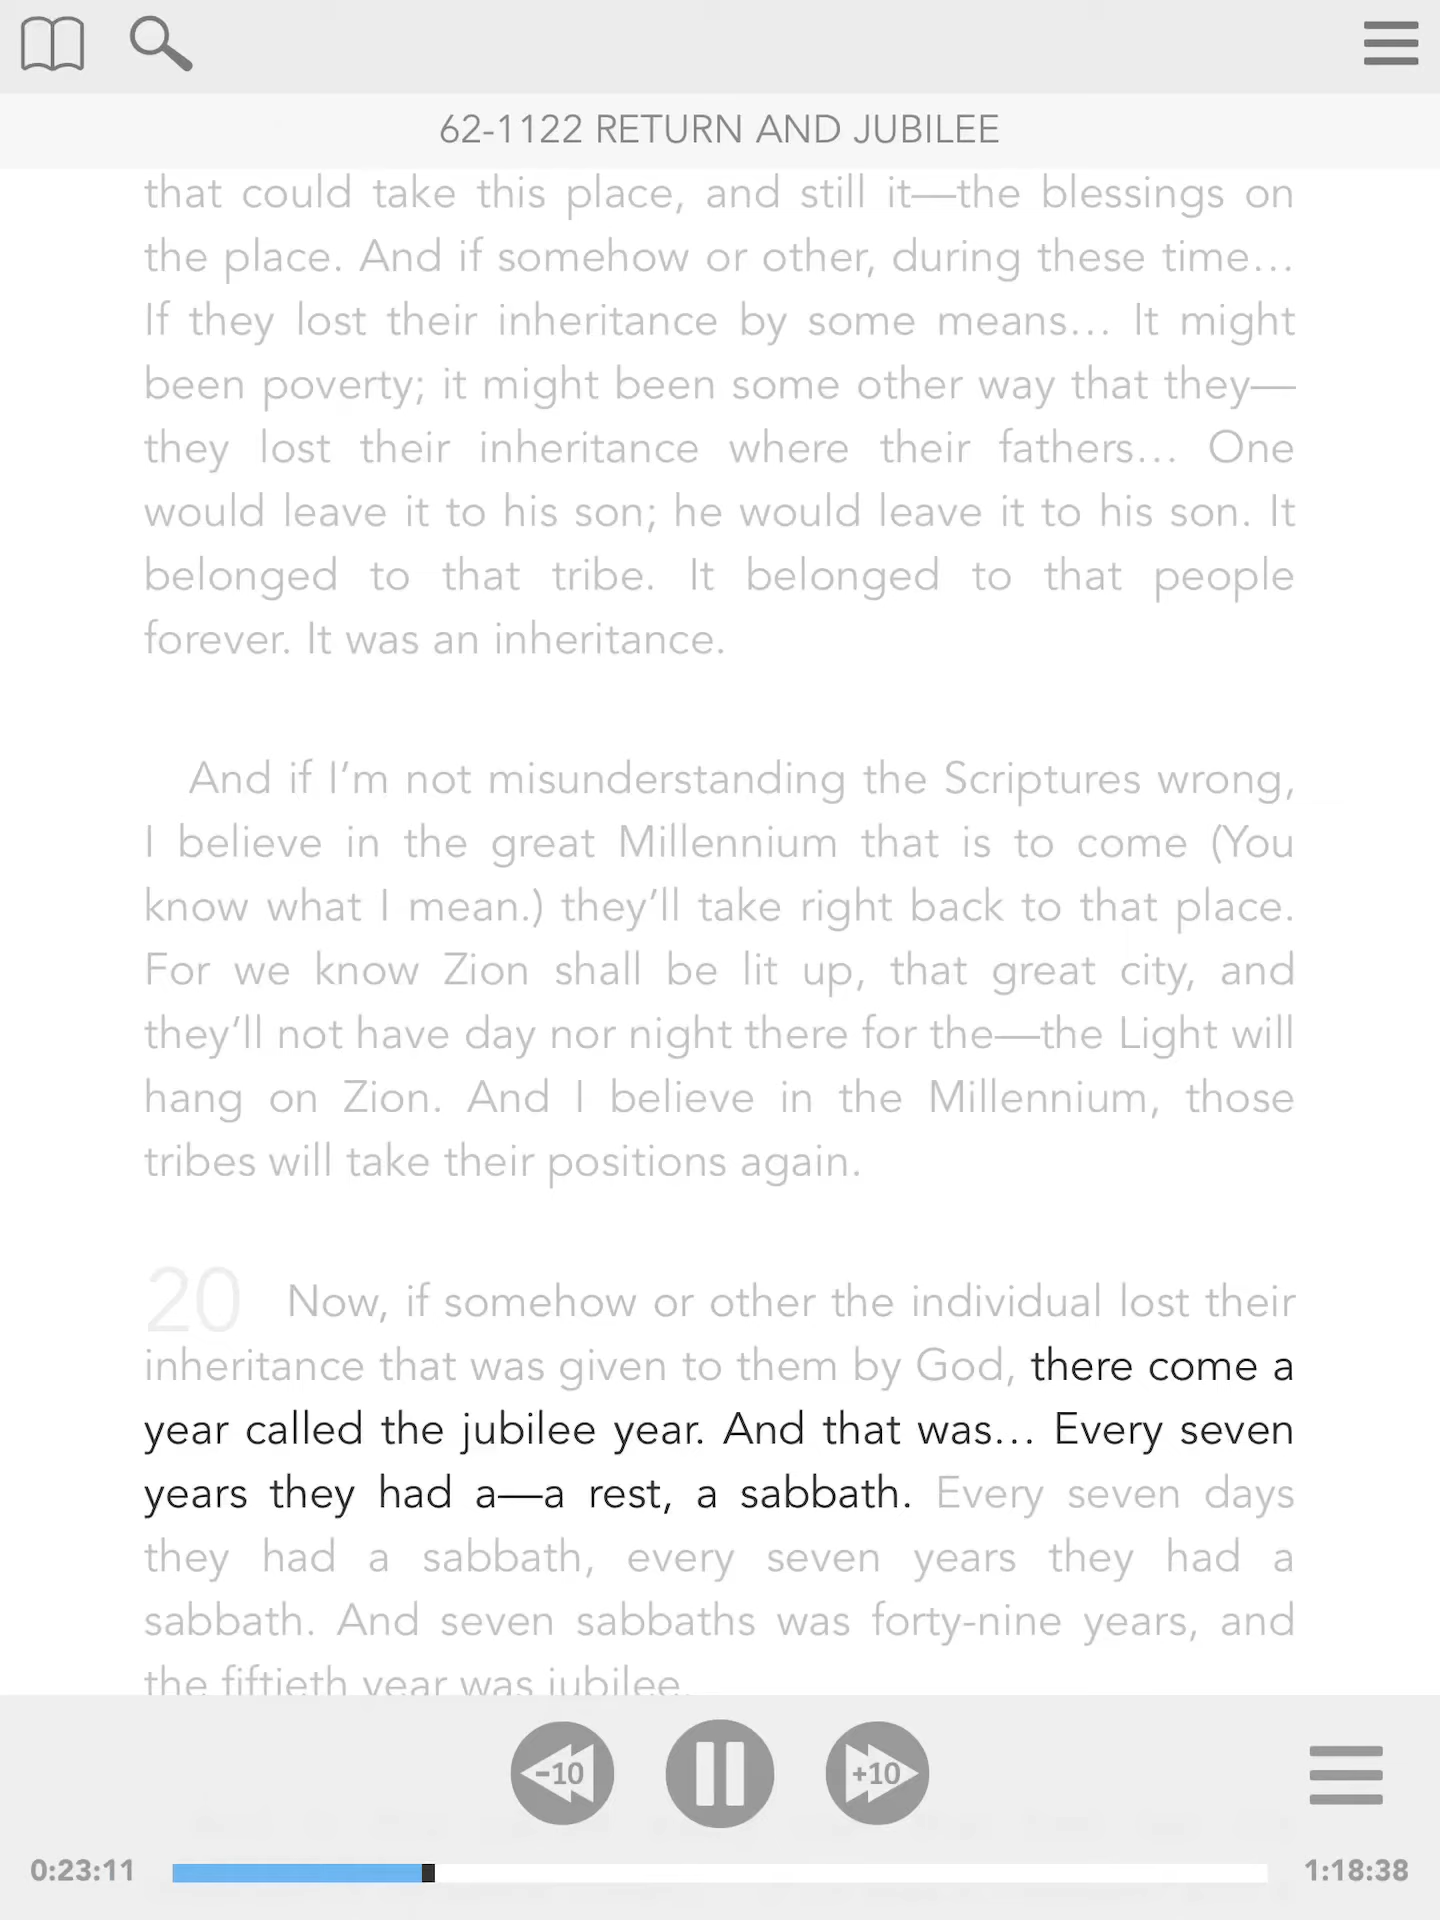 62-1122 RETURN AND JUBILEE
that could take this place, and still it—the blessings on
the place. And if somehow or other, during these time…
If they lost their inheritance by some means… It might
been poverty; it might been some other way that they—
they lost their inheritance where their fathers… One
would leave it to his son; he would leave it to his son. It
belonged to that tribe. It belonged to that people
forever. It was an inheritance.
And if I’m not misunderstanding the Scriptures wrong,
I believe in the great Millennium that is to come (You
know what I mean.) they’ll take right back to that place.
For we know Zion shall be lit up, that great city, and
they’ll not have day nor night there for the—the Light will
hang on Zion. And I believe in the Millennium, those
tribes will take their positions again.
20 Now, if somehow or other the individual lost their
inheritance that was given to them by God, there come a
year called the jubilee year. And that was… Every seven
years they had a—a rest, a sabbath. Every seven days
they had a sabbath, every seven years they had a
sabbath. And seven sabbaths was forty-nine years, and
the fiftieth year was jubilee.
-10 +10
0:23:11 1:18:38